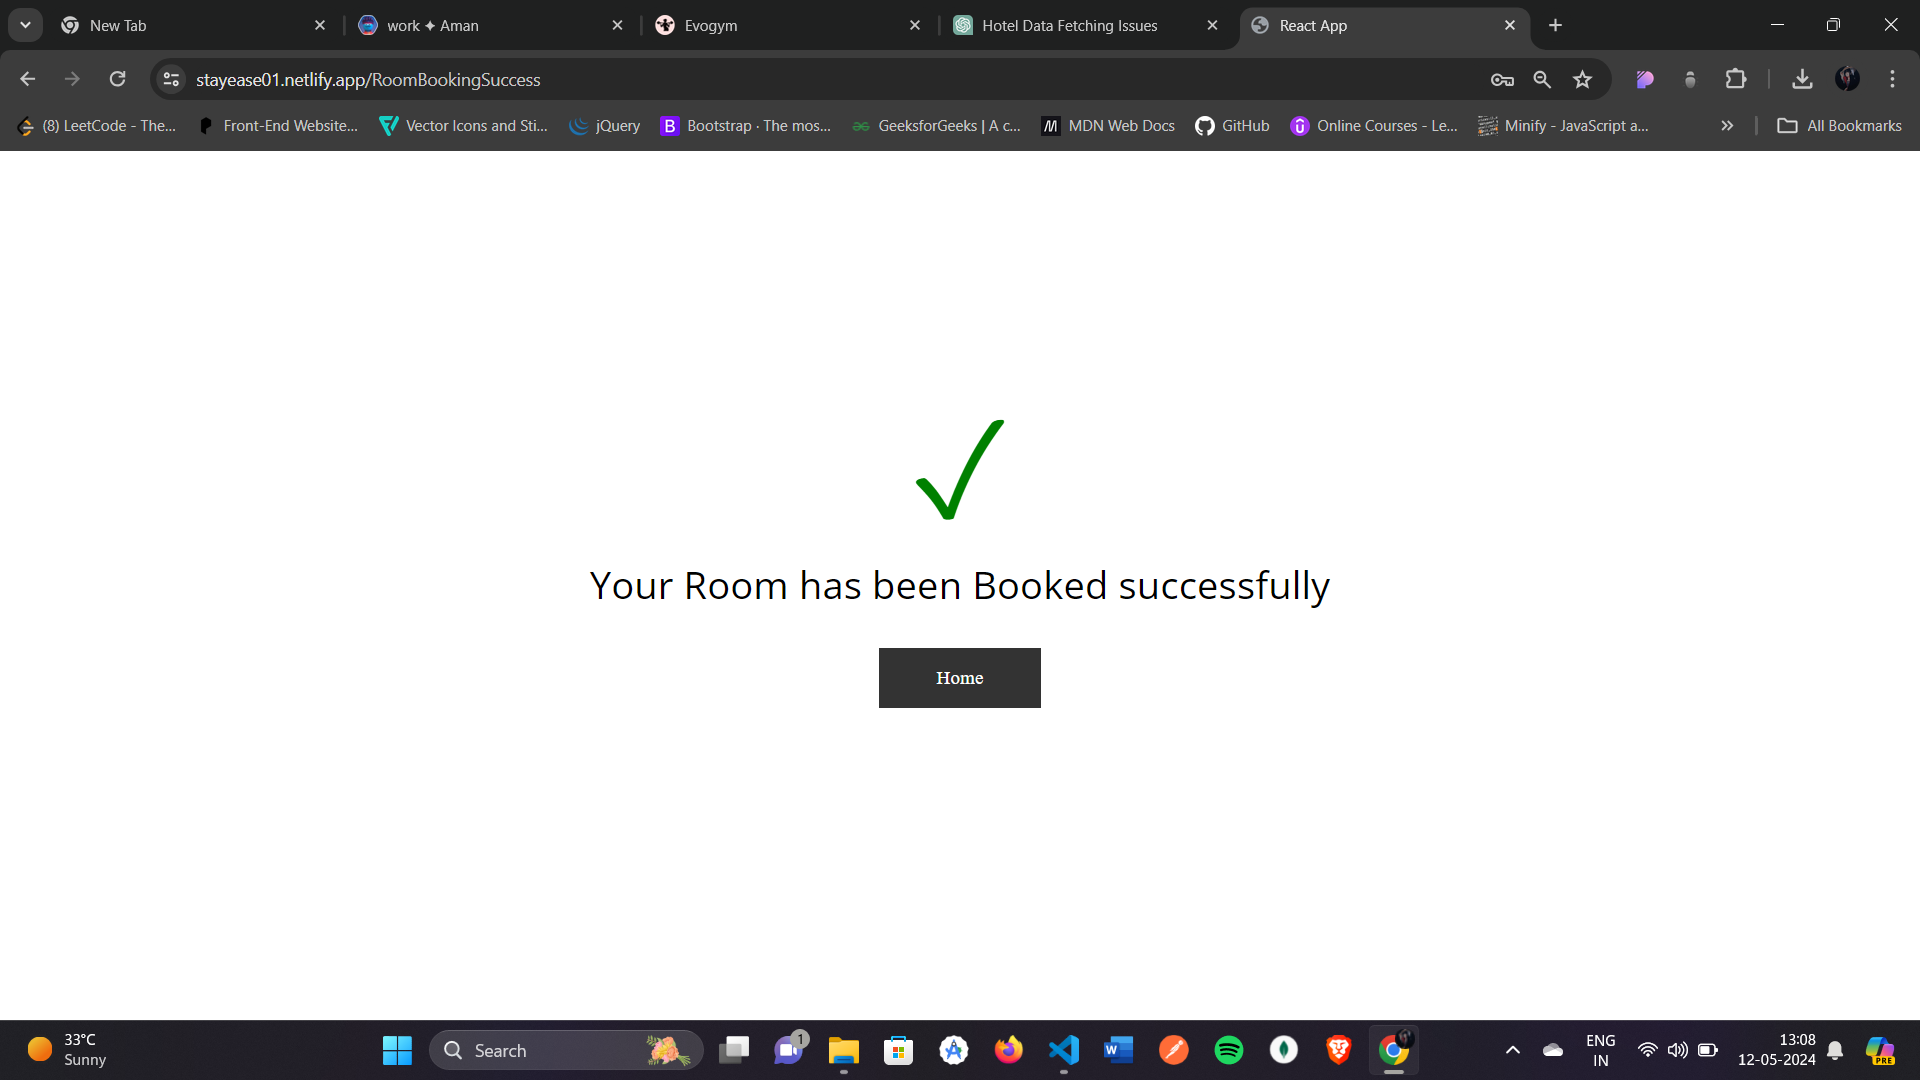 New Tab
work ✦ Aman
Evogym
Hotel Data Fetching Issues
React App
stayease01.netlify.app/RoomBookingSuccess
(8) LeetCode - The...
Front-End Website...
Vector Icons and Sti...
jQuery
B
Bootstrap · The mos...
GeeksforGeeks | A c...
MDN Web Docs
GitHub
Online Courses - Le...
Minify - JavaScript a...
All Bookmarks
Your Room has been Booked successfully
Home
33°C
Sunny
Search
1
W
ENG
IN
13:08
12-05-2024
PRE